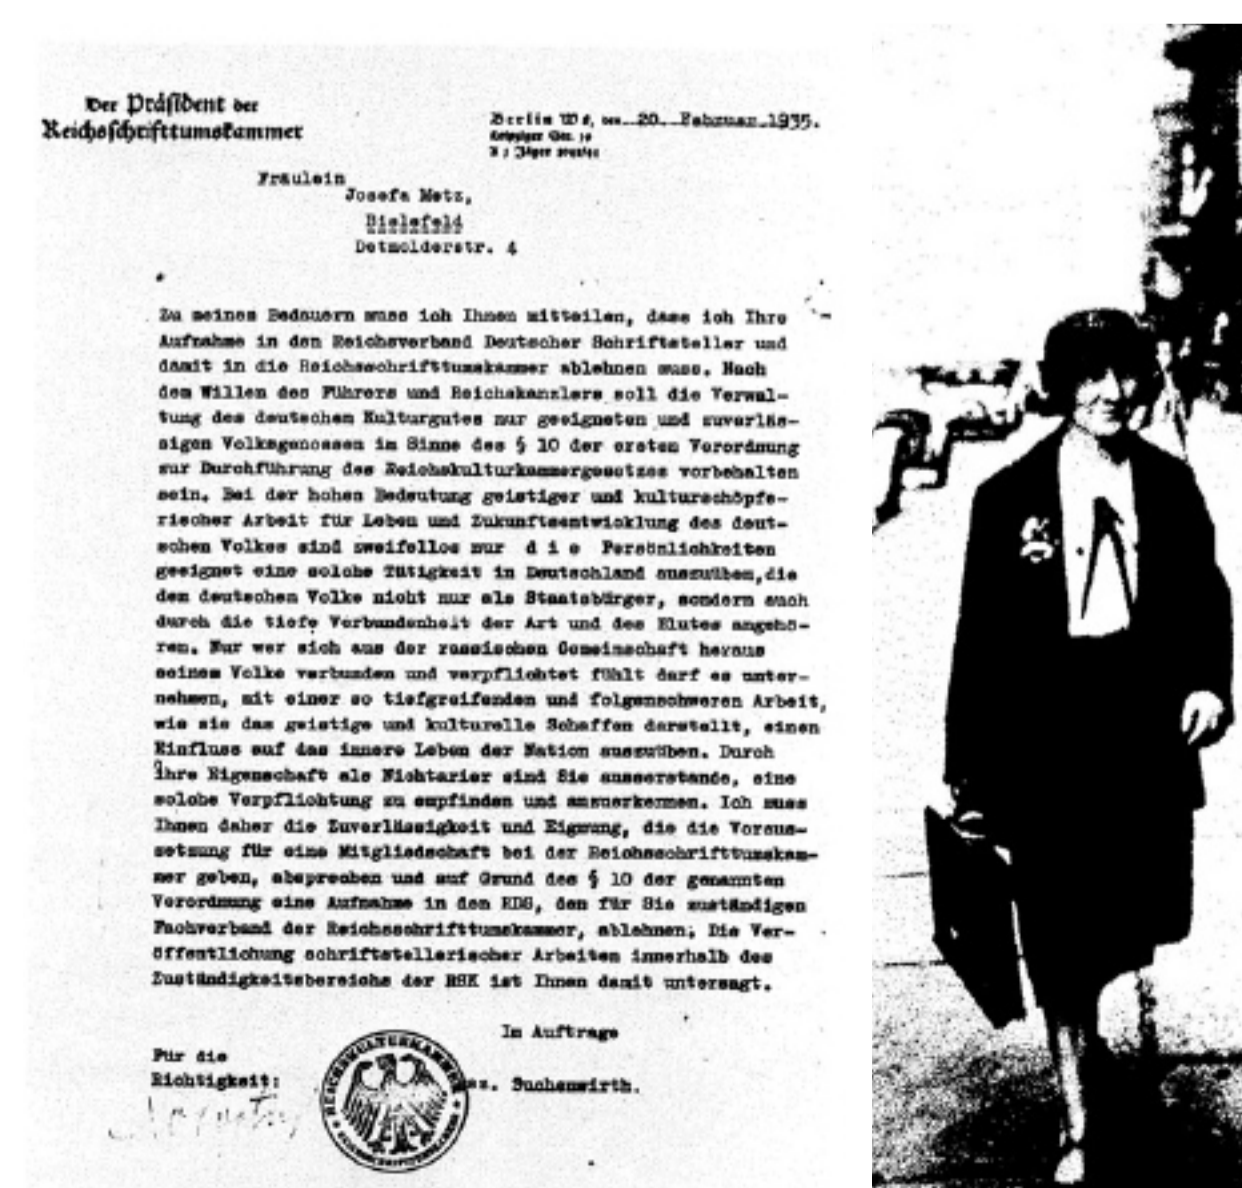 Der Präsident der
Reichsschrifttumskammer
Berlin W 8, den 20. Februar 1935.
Fräulein
Josefa Metz,
Bielefeld
Detmolderstr. 4
Zu meinem Bedauern muss ich Ihnen mitteilen, dass ich Ihre
Aufnahme in den Reichsverband Deutscher Schriftsteller und
damit in die Reichsschrifttumskammer ablehnen muss. Nach
dem Willen des Führers und Reichskanzlers soll die Verwal-
tung des deutschen Kulturgutes nur geeigneten und zuverläs-
sigen Volksgenossen im Sinne des § 10 der ersten Verordnung
zur Durchführung des Reichskulturkammergesetzes vorbehalten
sein. Bei der hohen Bedeutung geistiger und kulturschöpfe-
rischer Arbeit für Leben und Zukunftsentwicklung des deut-
schen Volkes sind zweifellos nur d i e Persönlichkeiten
geeignet eine solche Tätigkeit in Deutschland auszuüben, die
dem deutschen Volke nicht nur als Staatsbürger, sondern auch
durch die tiefe Verbundenheit der Art und des Blutes angehö-
ren. Nur wer sich aus der rassischen Gemeinschaft heraus
seinem Volke verbunden und verpflichtet fühlt darf es unter-
nehmen, mit einer so tiefgreifenden und folgenschweren Arbeit,
wie sie das geistige und kulturelle Schaffen darstellt, einen
Einfluss auf das innere Leben der Nation auszuüben. Durch
Ihre Eigenschaft als Nichtarier sind Sie ausserstande, eine
solche Verpflichtung zu empfinden und anzuerkennen. Ich muss
Ihnen daher die Zuverlässigkeit und Eignung, die die Voraus-
setzung für eine Mitgliedschaft bei der Reichsschrifttumskam-
mer geben, absprechen und auf Grund des § 10 der genannten
Verordnung eine Aufnahme in den RDS, den für Sie zuständigen
Fachverband der Reichsschrifttumskammer, ablehnen. Die Ver-
öffentlichung schriftstellerischer Arbeiten innerhalb des
Zuständigkeitsbereichs der RSK ist Ihnen damit untersagt.
Im Auftrage
Für die
Richtigkeit:
gez. Suchenwirth.
REICHSKULTURKAMMER